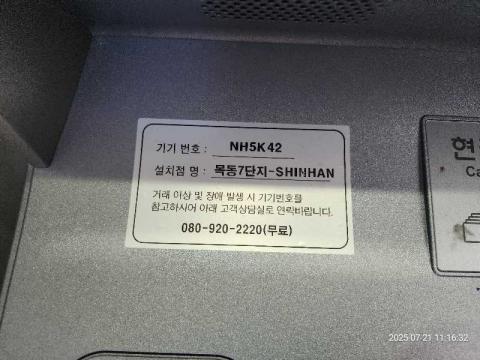 기기 번호 : NH5K42
설치점 명 : 목동7단지-SHINHAN
거래 이상 및 장애 발생 시 기기번호를
참고하시어 아래 고객상담실로 연락바랍니다.
080-920-2220(무료)
현
Ca
2025-07-21 11:16:32